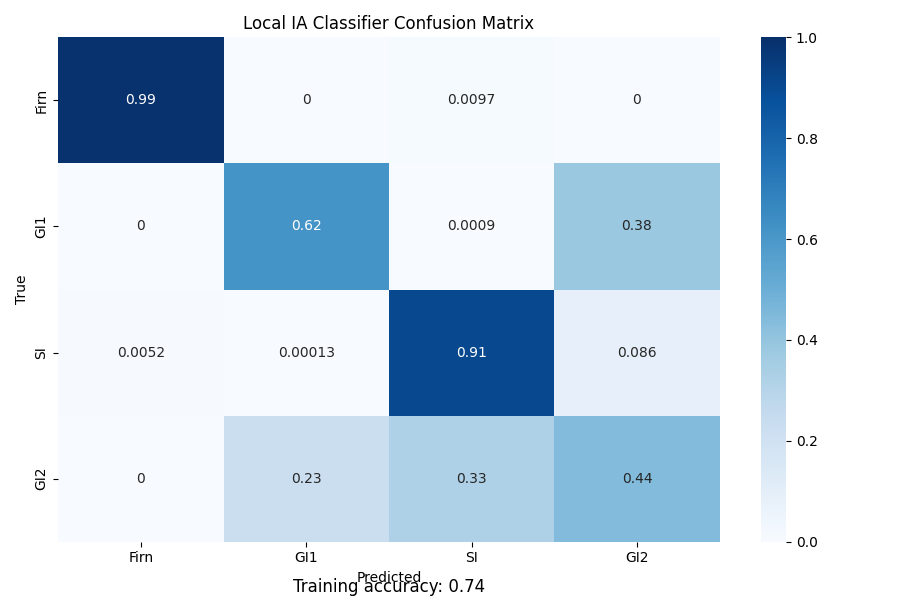 Local IA Classifier Confusion Matrix
Firn 0.99 0 0.0097 0
GI1 0 0.62 0.0009 0.38
SI 0.0052 0.00013 0.91 0.086
GI2 0 0.23 0.33 0.44
True
Firn GI1 SI GI2
Predicted
Training accuracy: 0.74
1.0
0.8
0.6
0.4
0.2
0.0